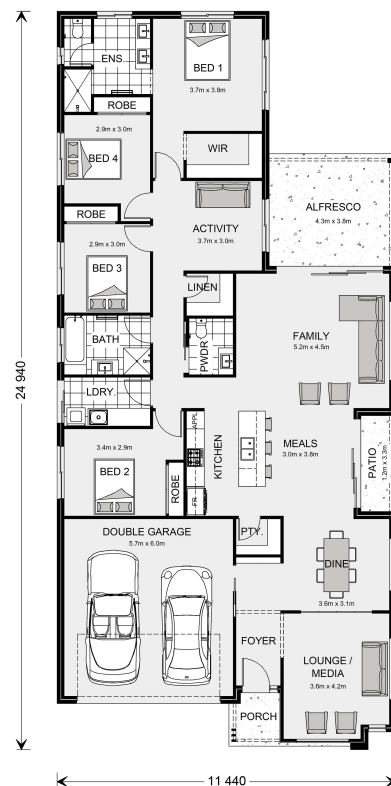 ENS.
BED 1
3.7m x 3.8m
ROBE
2.9m x 3.0m
BED 4
WIR
ALFRESCO
4.3m x 3.8m
ROBE
ACTIVITY
3.7m x 3.0m
2.9m x 3.0m
BED 3
LINEN
FAMILY
5.2m x 4.5m
BATH
PWDR
LDRY.
24 940
APPL
KITCHEN
MEALS
3.0m x 3.8m
PATIO
1.2m x 3.3m
3.4m x 2.9m
BED 2
ROBE
FR
DOUBLE GARAGE
5.7m x 6.0m
PTY.
DINE
3.6m x 3.1m
FOYER
LOUNGE /
MEDIA
3.6m x 4.2m
PORCH
11 440